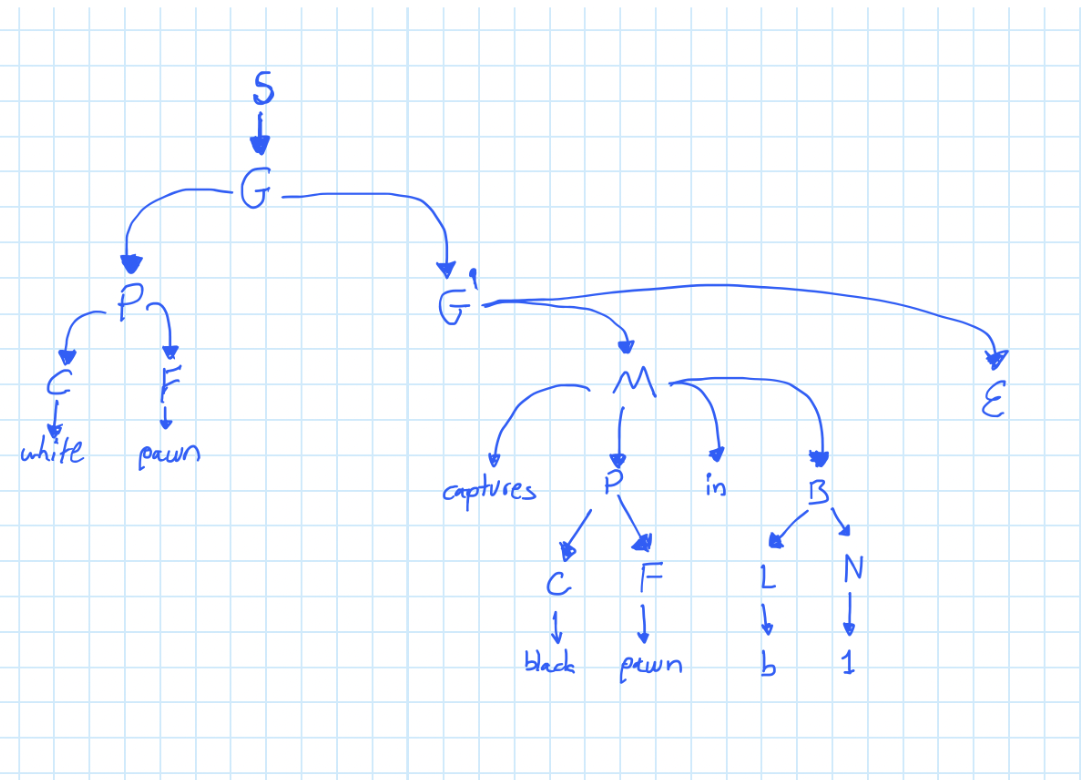 S
G
P G'
C F M ε
white pawn captures P in B
C F L N
black pawn b 1